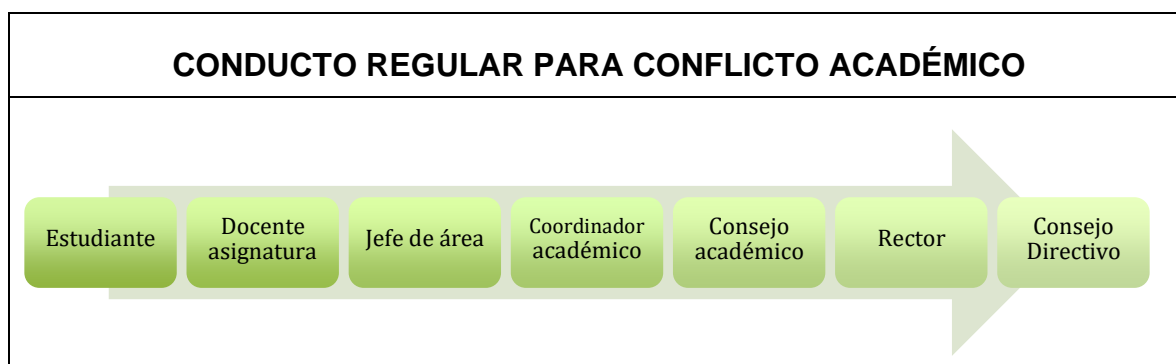 CONDUCTO REGULAR PARA CONFLICTO ACADÉMICO
Estudiante
Docente
asignatura
Jefe de área
Coordinador
académico
Consejo
académico
Rector
Consejo
Directivo